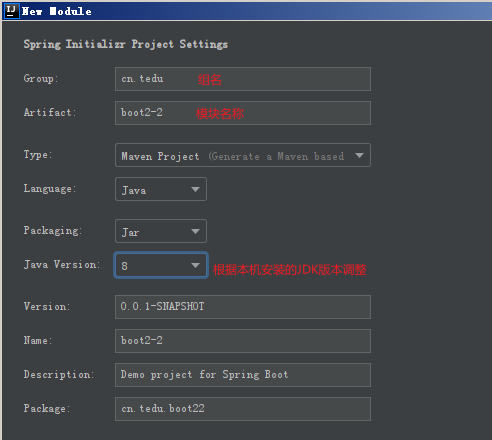 IJ New Module
Spring Initializr Project Settings
Group: cn.tedu 组名
Artifact: boot2-2 模块名称
Type: Maven Project (Generate a Maven based
Language: Java
Packaging: Jar
Java Version: 8 根据本机安装的JDK版本调整
Version: 0.0.1-SNAPSHOT
Name: boot2-2
Description: Demo project for Spring Boot
Package: cn.tedu.boot22